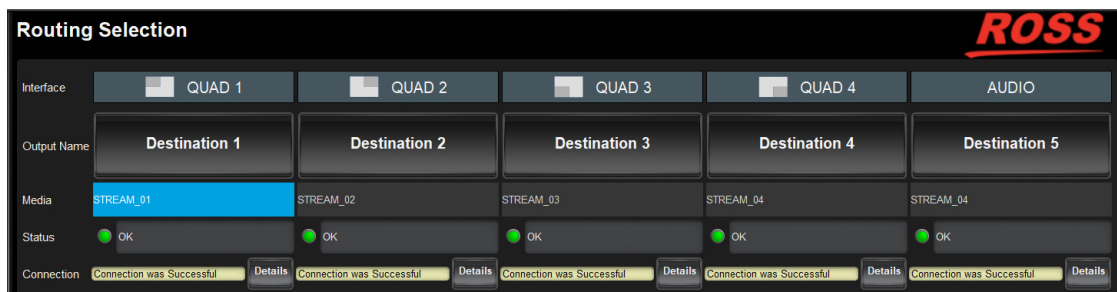 Routing Selection ROSS
Interface QUAD 1 QUAD 2 QUAD 3 QUAD 4 AUDIO
Output Name Destination 1 Destination 2 Destination 3 Destination 4 Destination 5
Media STREAM_01 STREAM_02 STREAM_03 STREAM_04 STREAM_04
Status OK OK OK OK OK
Connection Connection was Successful Details Connection was Successful Details Connection was Successful Details Connection was Successful Details Connection was Successful Details